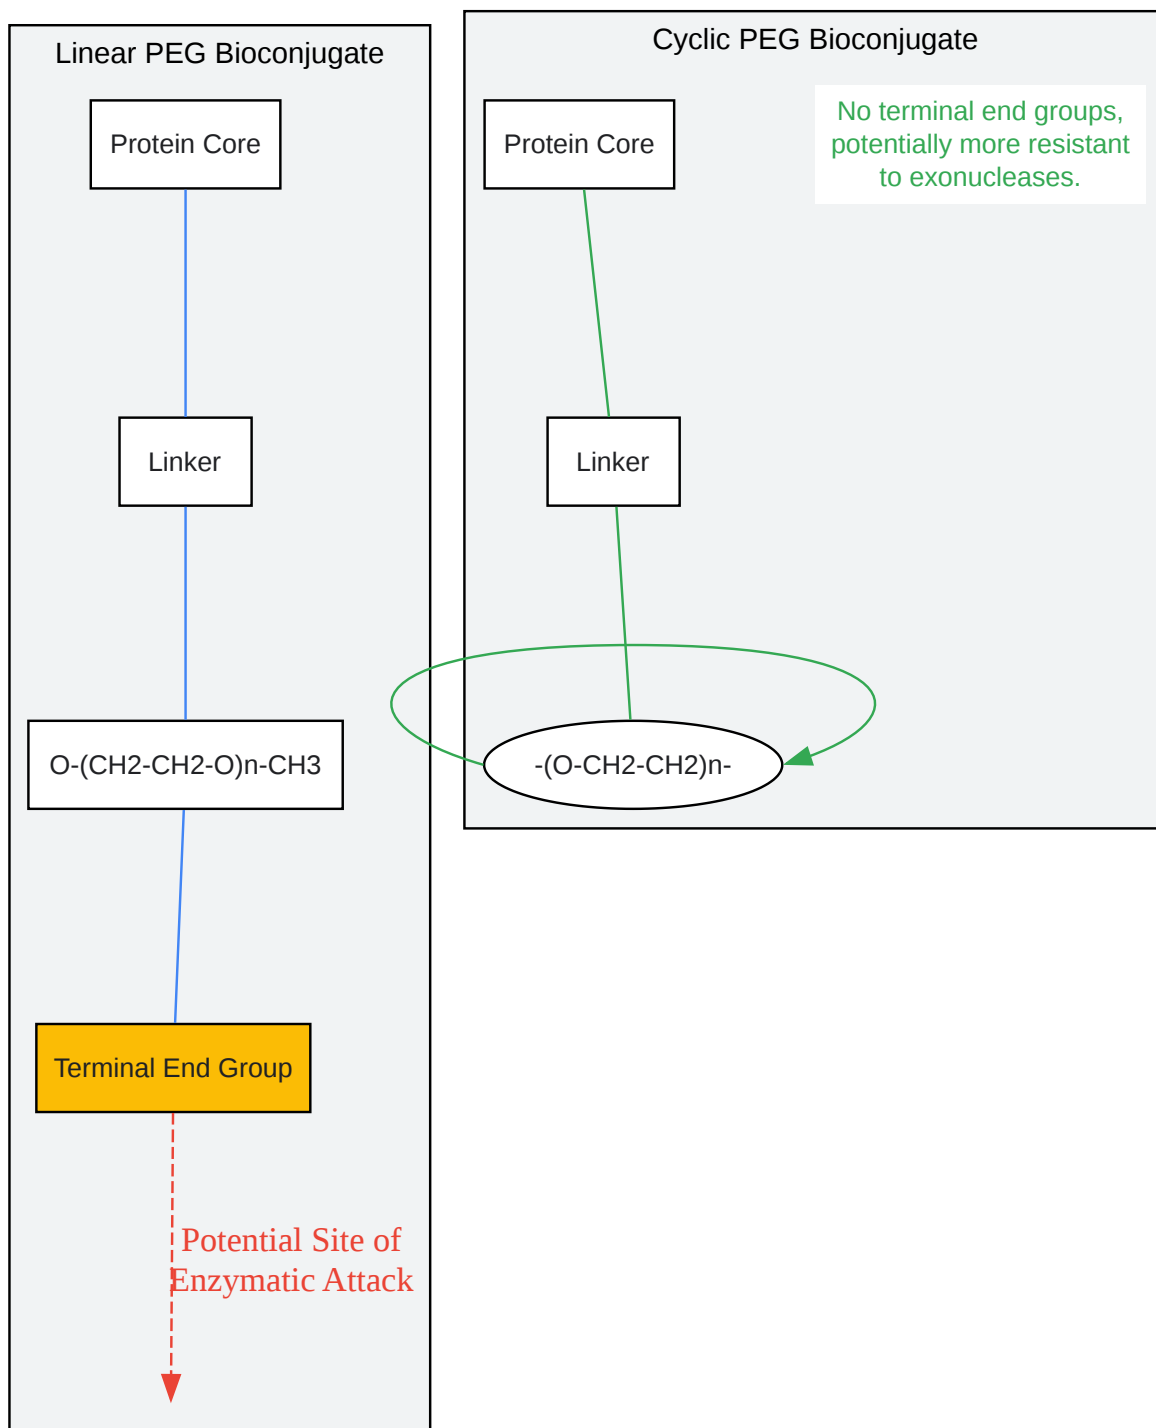 Linear PEG Bioconjugate
Protein Core
Linker
O-(CH2-CH2-O)n-CH3
Terminal End Group
Potential Site of
Enzymatic Attack
Cyclic PEG Bioconjugate
Protein Core
No terminal end groups,
potentially more resistant
to exonucleases.
Linker
-(O-CH2-CH2)n-